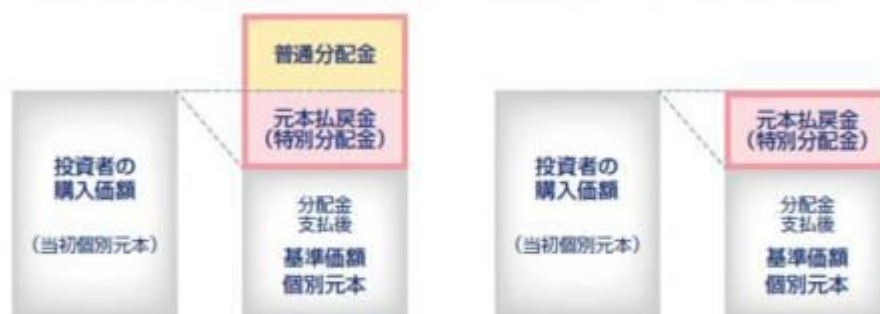 普通分配金
元本払戻金
（特別分配金）
投資者の
購入価額
（当初個別元本）
分配金
支払後
基準価額
個別元本
元本払戻金
（特別分配金）
投資者の
購入価額
（当初個別元本）
分配金
支払後
基準価額
個別元本